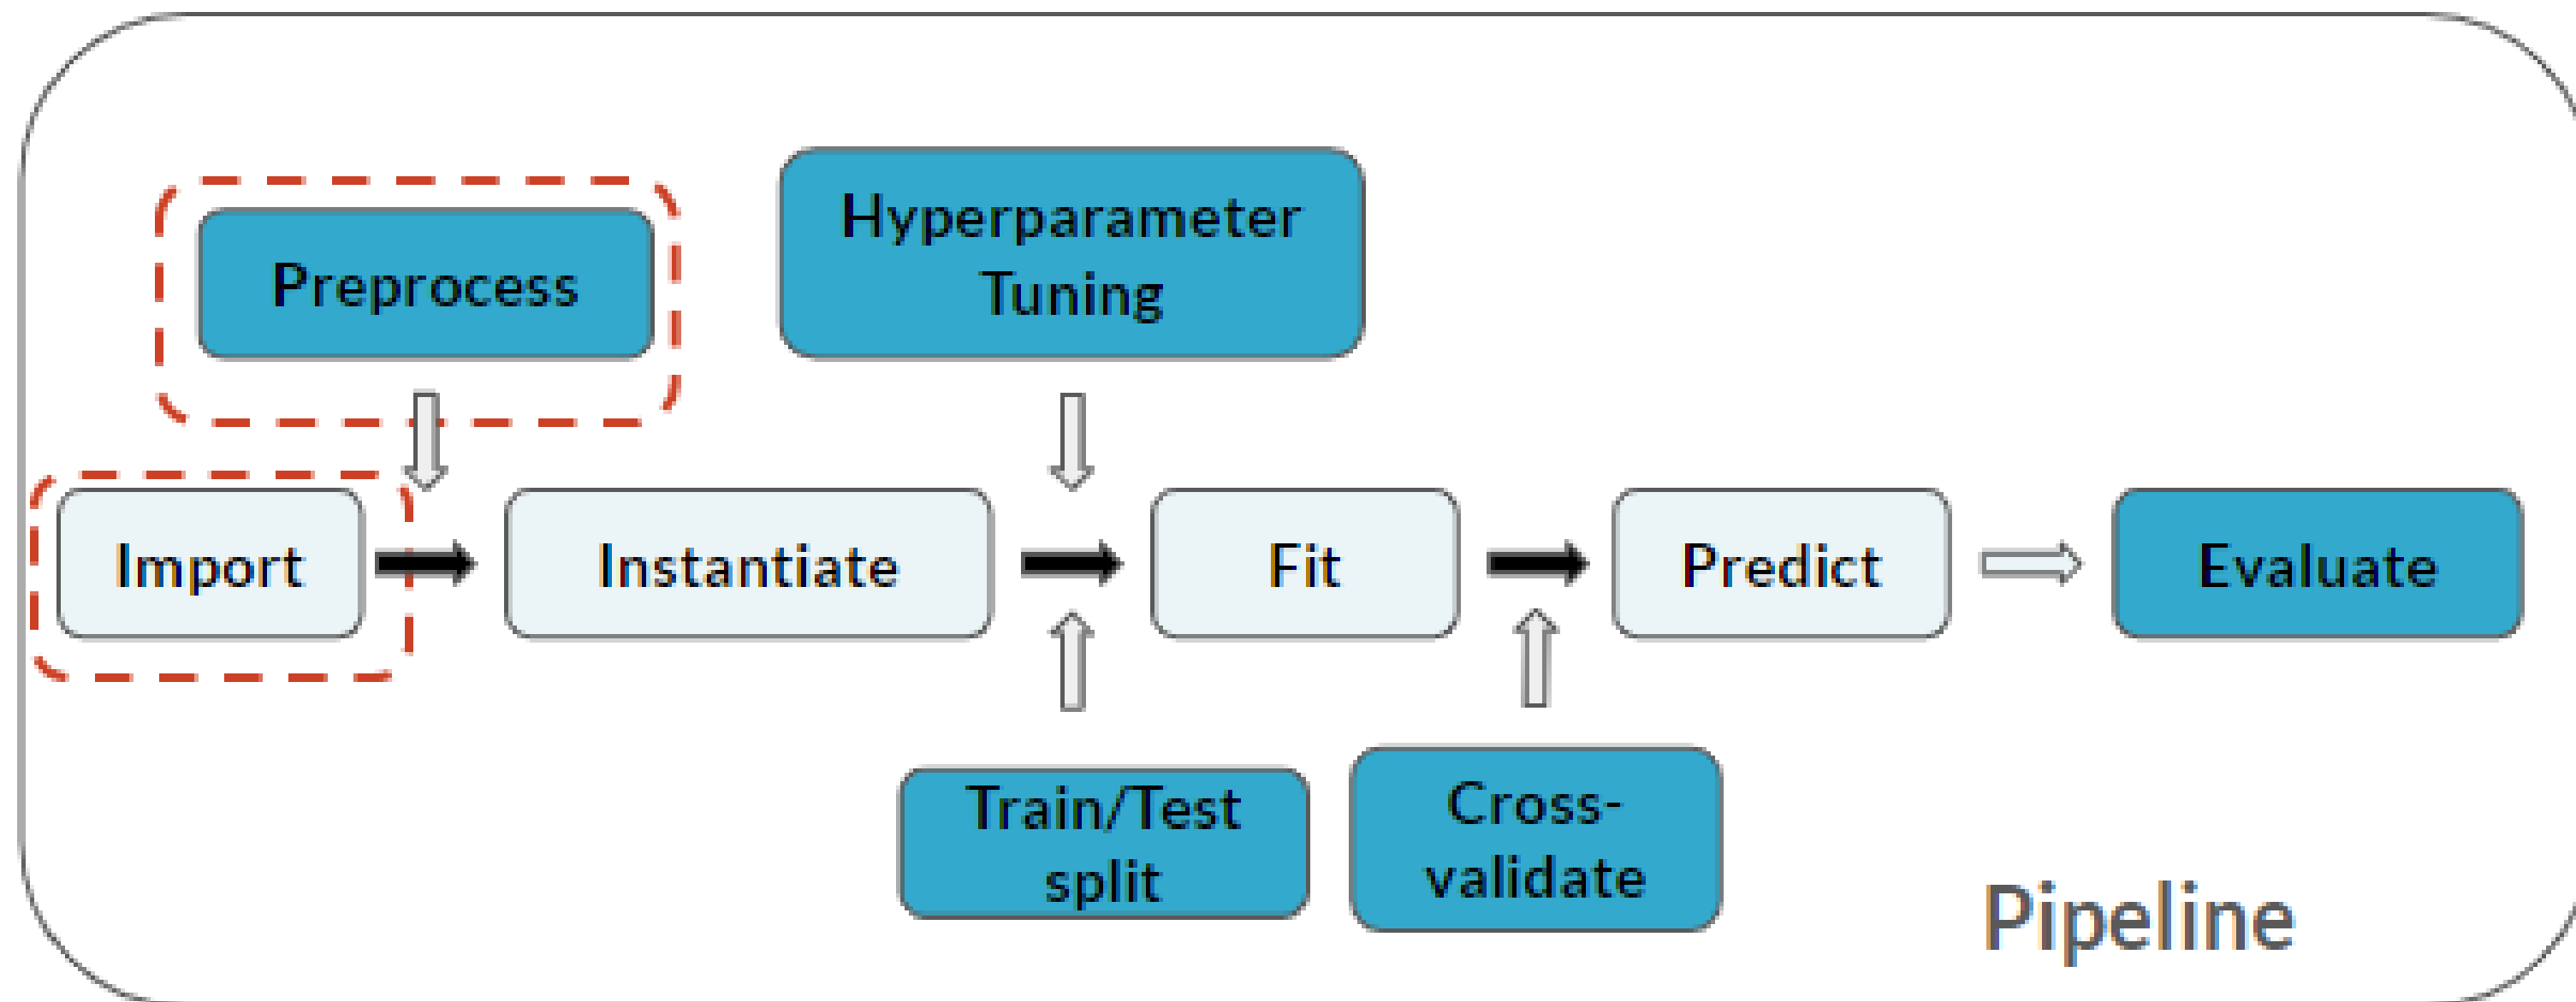 Preprocess
Hyperparameter
Tuning
Import
Instantiate
Fit
Predict
Evaluate
Train/Test
split
Cross-
validate
Pipeline